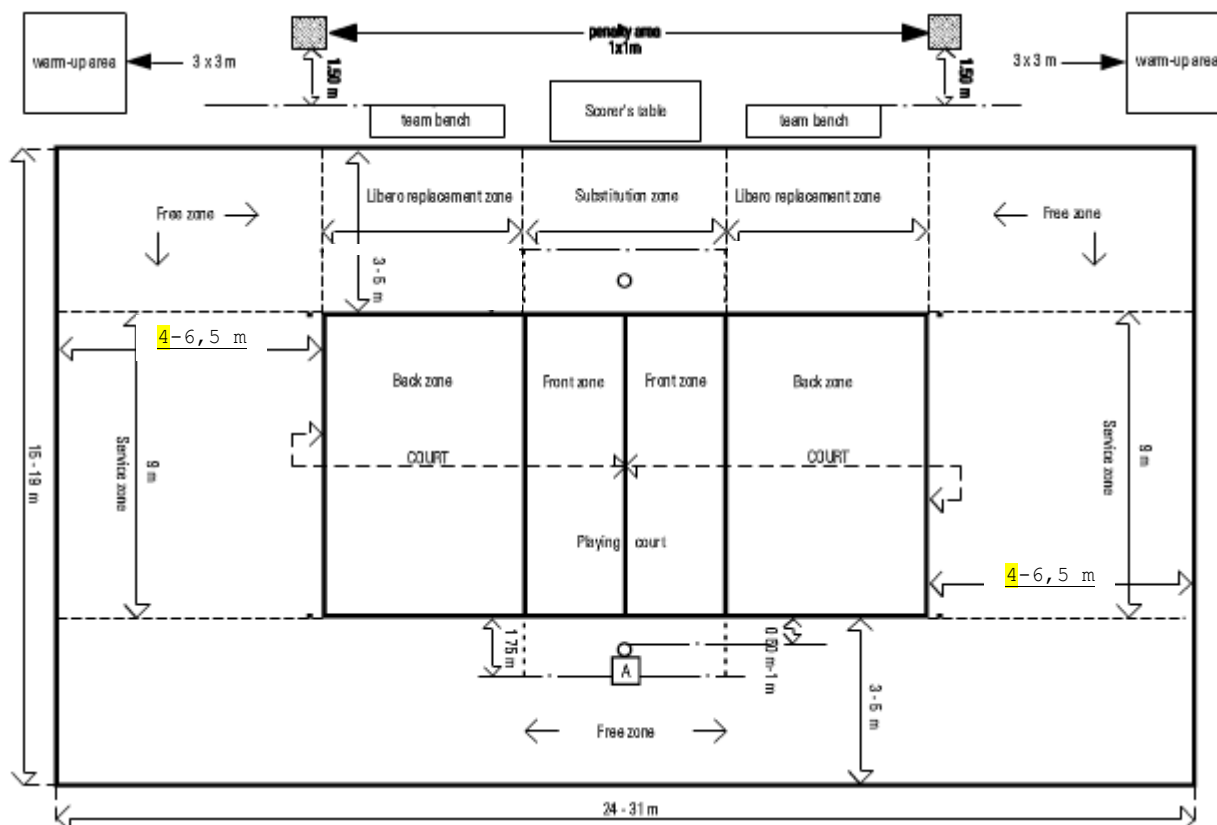 penalty area
1x1m
warm-up area
3 x 3 m
1.50 m
1.50 m
3 x 3 m
warm-up area
team bench
Scorer's table
team bench
Libero replacement zone
Substitution zone
Libero replacement zone
Free zone
Free zone
3 - 5 m
4-6,5 m
Back zone
Front zone
Front zone
Back zone
15 - 19 m
Service zone
9 m
COURT
COURT
9 m
Service zone
Playing court
4-6,5 m
1.75 m
0.50 m-1 m
A
3 - 5 m
Free zone
24 - 31 m